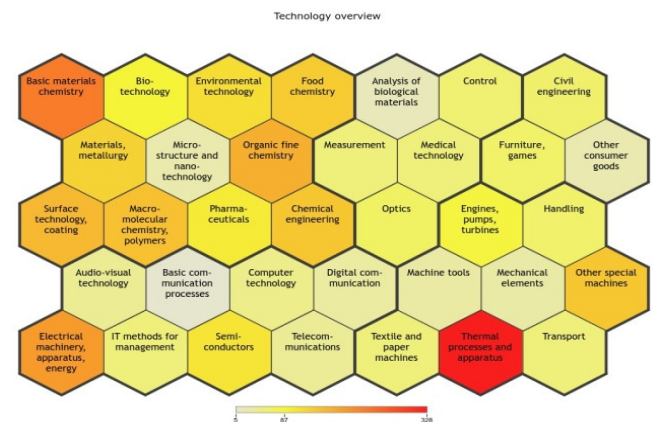 Technology overview
Basic materials
chemistry
Bio-
technology
Environmental
technology
Food
chemistry
Analysis of
biological
materials
Control
Civil
engineering
Materials,
metallurgy
Micro-
structure and
nano-
technology
Organic fine
chemistry
Measurement
Medical
technology
Furniture,
games
Other
consumer
goods
Surface
technology,
coating
Macro-
molecular
chemistry,
polymers
Pharma-
ceuticals
Chemical
engineering
Optics
Engines,
pumps,
turbines
Handling
Audio-visual
technology
Basic com-
munication
processes
Computer
technology
Digital com-
munication
Machine tools
Mechanical
elements
Other special
machines
Electrical
machinery,
apparatus,
energy
IT methods for
management
Semi-
conductors
Telecom-
munications
Textile and
paper
machines
Thermal
processes and
apparatus
Transport
5 87 328